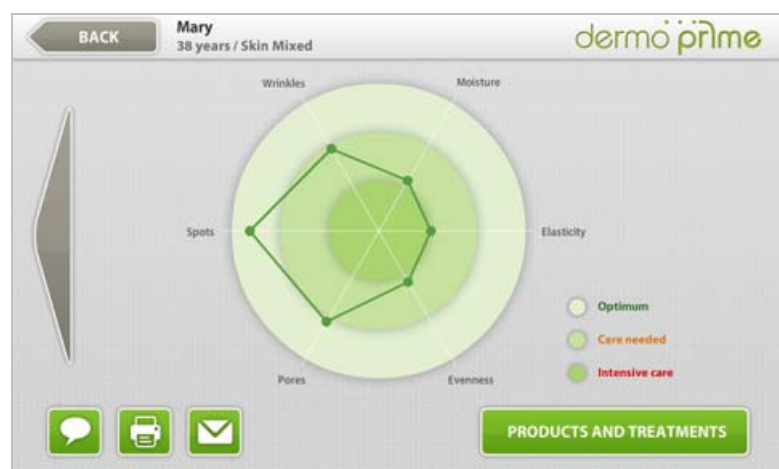 BACK
Mary
38 years / Skin Mixed
dermo prime
Wrinkles
Moisture
Spots
Elasticity
Optimum
Care needed
Intensive care
Pores
Evenness
PRODUCTS AND TREATMENTS